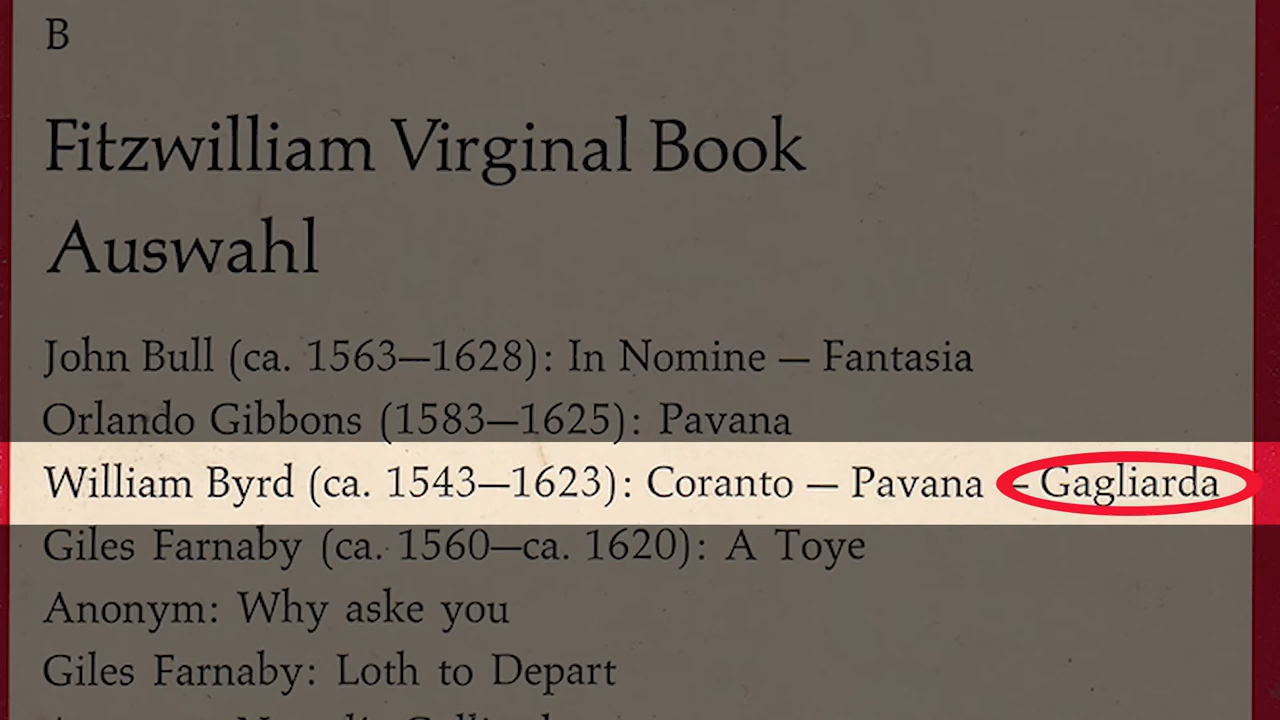 B
Fitzwilliam Virginal Book
Auswahl
John Bull (ca. 1563—1628): In Nomine — Fantasia
Orlando Gibbons (1583—1625): Pavana
William Byrd (ca. 1543—1623): Coranto — Pavana — Gagliarda
Giles Farnaby (ca. 1560—ca. 1620): A Toye
Anonym: Why aske you
Giles Farnaby: Loth to Depart